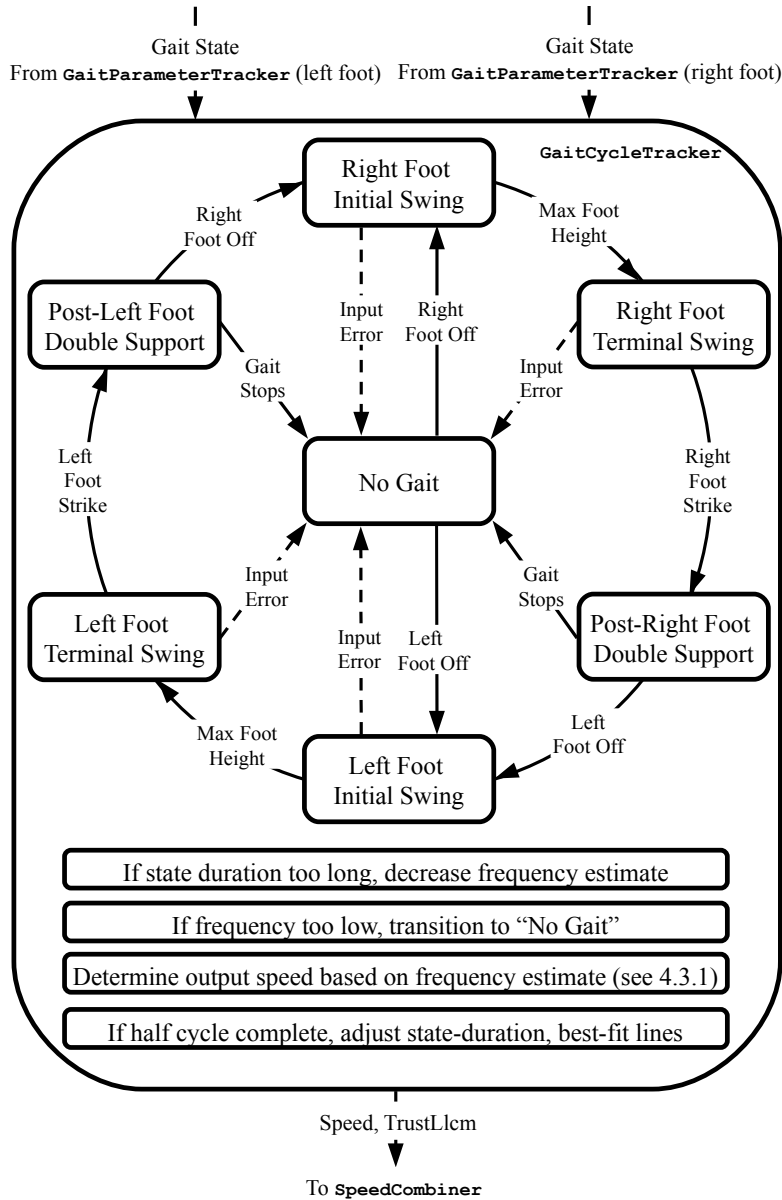 Gait State
From GaitParameterTracker (left foot)
Gait State
From GaitParameterTracker (right foot)
GaitCycleTracker
Right Foot
Initial Swing
Right
Foot Off
Max Foot
Height
Input
Error
Right
Foot Off
Post-Left Foot
Double Support
Right Foot
Terminal Swing
Gait
Stops
Input
Error
Left
Foot
Strike
No Gait
Right
Foot
Strike
Input
Error
Gait
Stops
Left Foot
Terminal Swing
Input
Error
Left
Foot Off
Post-Right Foot
Double Support
Max Foot
Height
Left
Foot Off
Left Foot
Initial Swing
If state duration too long, decrease frequency estimate
If frequency too low, transition to “No Gait”
Determine output speed based on frequency estimate (see 4.3.1)
If half cycle complete, adjust state-duration, best-fit lines
Speed, TrustLlcm
To SpeedCombiner